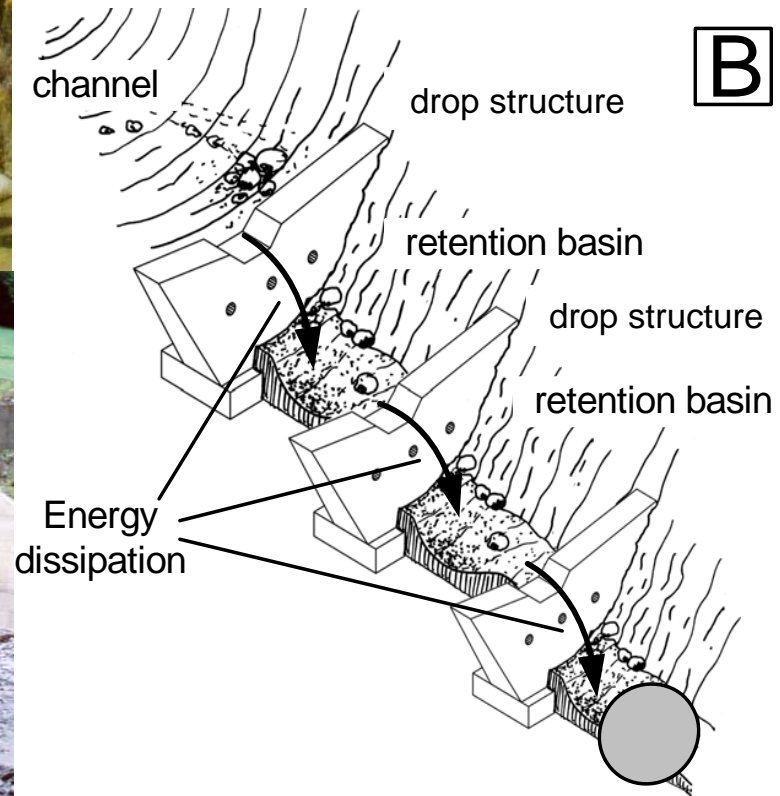 B
channel
drop structure
retention basin
drop structure
retention basin
Energy
dissipation